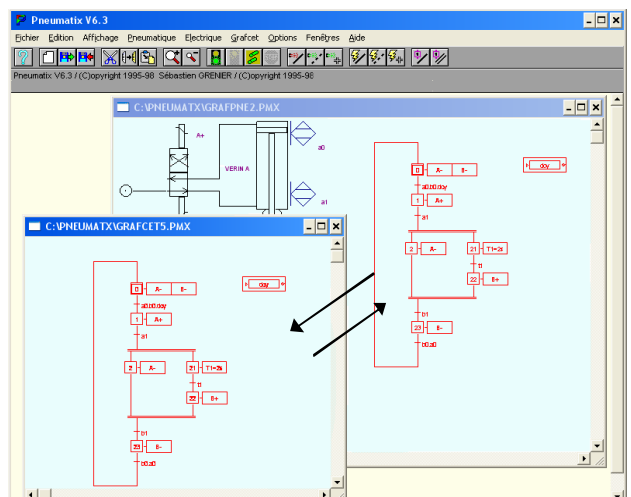 Pneumatix V6.3
Fichier Edition Affichage Pneumatique Electrique Grafcet Options Fenêtres Aide
Pneumatix V6.3 / (C)opyright 1995-98 Sébastien GRENIER / (C)opyright 1995-98
C:\PNEUMATX\GRAFPNE2.PMX
A+
a0
VERIN A
a1
0 A- B-
dcy
a0.b0.dcy
1 A+
a1
2 A- 21 T1=2s
t1
22 B+
b1
23 B-
b0.a0
C:\PNEUMATX\GRAFCET5.PMX
0 A- B-
dcy
a0.b0.dcy
1 A+
a1
2 A- 21 T1=2s
t1
22 B+
b1
23 B-
b0.a0